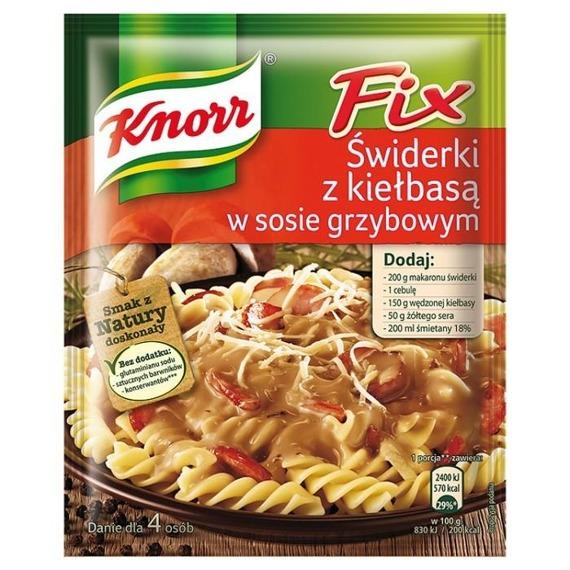 Knorr
®
Fix
Świderki
z kiełbasą
w sosie grzybowym
Dodaj:
- 200 g makaronu świderki
- 1 cebulę
- 150 g wędzonej kiełbasy
- 50 g żółtego sera
- 200 ml śmietany 18%
Smak z
Natury
doskonały
Bez dodatku:
- glutaminianu sodu
- sztucznych barwników
- konserwantów***
1 porcja** zawiera:
2400 kJ
570 kcal
29%*
w 100 g
830 kJ / 200 kcal
Danie dla 4 osób